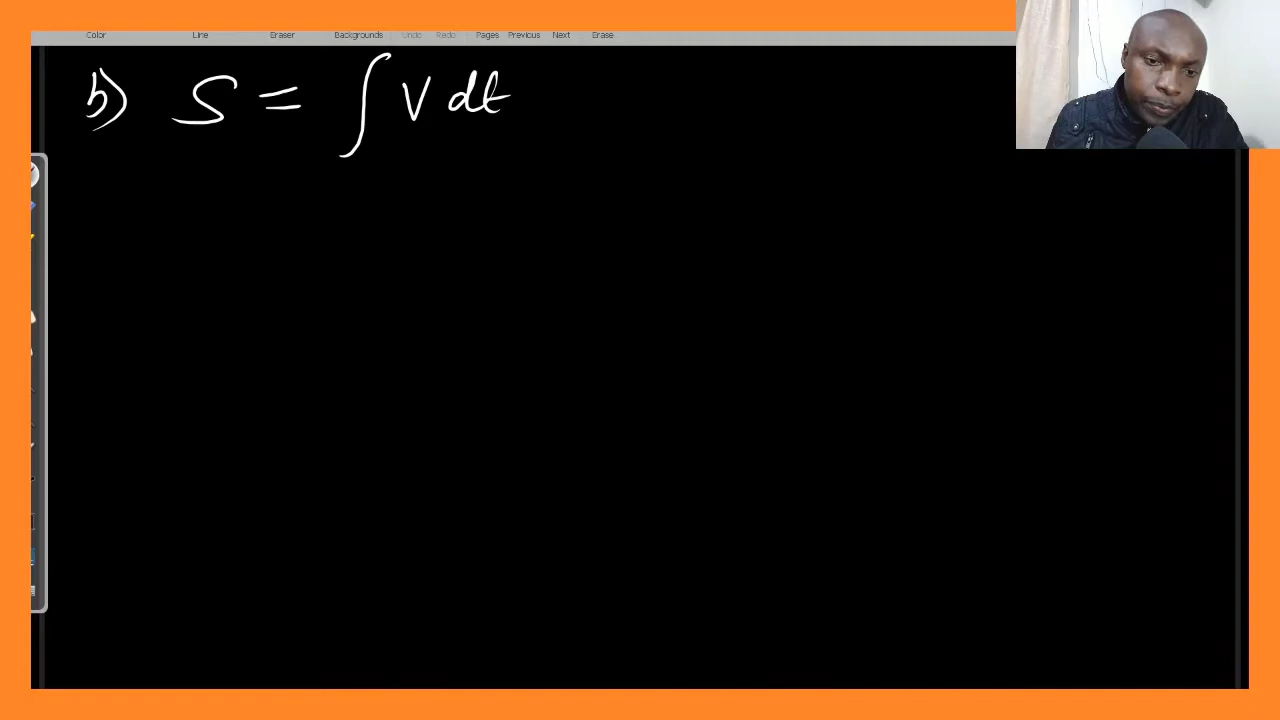 Color Line Eraser Backgrounds Undo Redo Pages Previous Next Erase
b) S = ∫ V dt